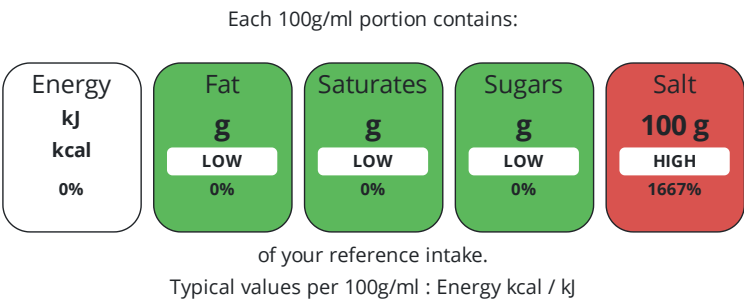 Each 100g/ml portion contains:
Energy
kJ
kcal
0%
Fat
g
LOW
0%
Saturates
g
LOW
0%
Sugars
g
LOW
0%
Salt
100 g
HIGH
1667%
of your reference intake.
Typical values per 100g/ml : Energy kcal / kJ